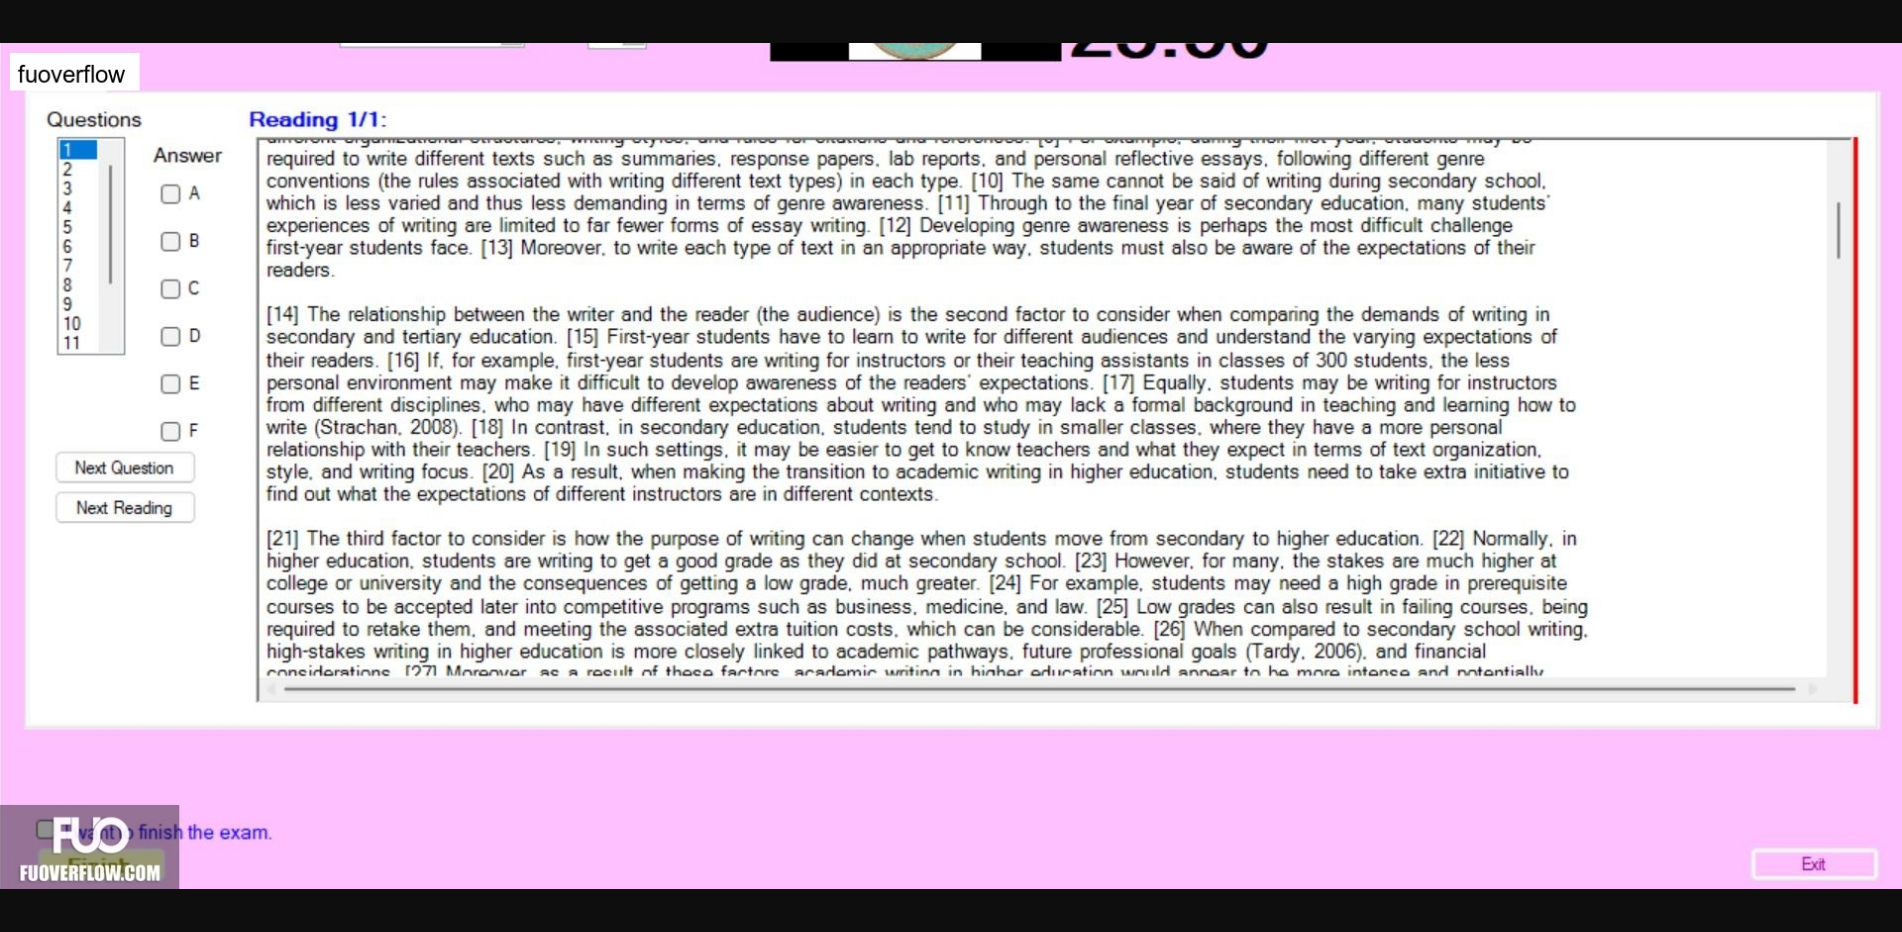 fuoverflow
Questions
Reading 1/1:
1
2
3
4
5
6
7
8
9
10
11
Answer
A
B
C
D
E
F
Next Question
Next Reading
different organizational structures, writing styles, and rules for citations and references. [9] For example, during their first year, students may be
required to write different texts such as summaries, response papers, lab reports, and personal reflective essays, following different genre
conventions (the rules associated with writing different text types) in each type. [10] The same cannot be said of writing during secondary school,
which is less varied and thus less demanding in terms of genre awareness. [11] Through to the final year of secondary education, many students'
experiences of writing are limited to far fewer forms of essay writing. [12] Developing genre awareness is perhaps the most difficult challenge
first-year students face. [13] Moreover, to write each type of text in an appropriate way, students must also be aware of the expectations of their
readers.
[14] The relationship between the writer and the reader (the audience) is the second factor to consider when comparing the demands of writing in
secondary and tertiary education. [15] First-year students have to learn to write for different audiences and understand the varying expectations of
their readers. [16] If, for example, first-year students are writing for instructors or their teaching assistants in classes of 300 students, the less
personal environment may make it difficult to develop awareness of the readers' expectations. [17] Equally, students may be writing for instructors
from different disciplines, who may have different expectations about writing and who may lack a formal background in teaching and learning how to
write (Strachan, 2008). [18] In contrast, in secondary education, students tend to study in smaller classes, where they have a more personal
relationship with their teachers. [19] In such settings, it may be easier to get to know teachers and what they expect in terms of text organization,
style, and writing focus. [20] As a result, when making the transition to academic writing in higher education, students need to take extra initiative to
find out what the expectations of different instructors are in different contexts.
[21] The third factor to consider is how the purpose of writing can change when students move from secondary to higher education. [22] Normally, in
higher education, students are writing to get a good grade as they did at secondary school. [23] However, for many, the stakes are much higher at
college or university and the consequences of getting a low grade, much greater. [24] For example, students may need a high grade in prerequisite
courses to be accepted later into competitive programs such as business, medicine, and law. [25] Low grades can also result in failing courses, being
required to retake them, and meeting the associated extra tuition costs, which can be considerable. [26] When compared to secondary school writing,
high-stakes writing in higher education is more closely linked to academic pathways, future professional goals (Tardy, 2006), and financial
considerations. [27] Moreover, as a result of these factors, academic writing in higher education would appear to be more intense and potentially
I want to finish the exam.
Finish
FUO
FUOVERFLOW.COM
Exit